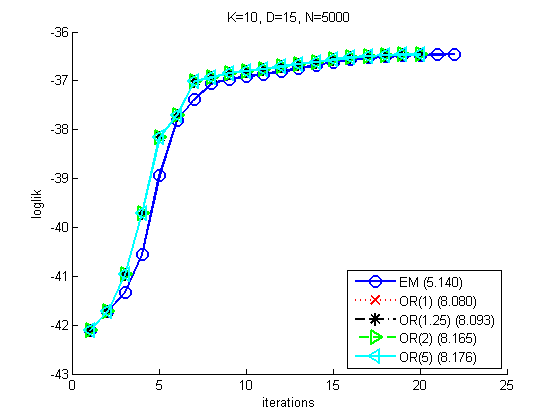 K=10, D=15, N=5000
-36
-37
-38
-39
-40
-41
-42
-43
loglik
EM (5.140)
OR(1) (8.080)
OR(1.25) (8.093)
OR(2) (8.165)
OR(5) (8.176)
0 5 10 15 20 25
iterations